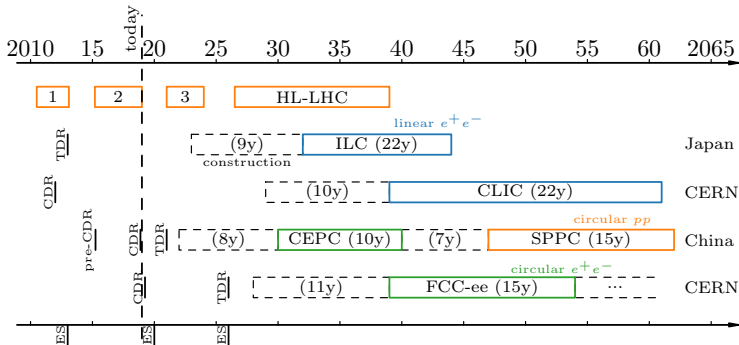 today
2010 15 20 25 30 35 40 45 50 55 60 2065
1 2 3 HL-LHC
linear e⁺e⁻
TDR (9y) ILC (22y) Japan
construction
CDR (10y) CLIC (22y) CERN
circular pp
pre-CDR CDR TDR (8y) CEPC (10y) (7y) SPPC (15y) China
circular e⁺e⁻
CDR TDR (11y) FCC-ee (15y) ... CERN
ES ES ES